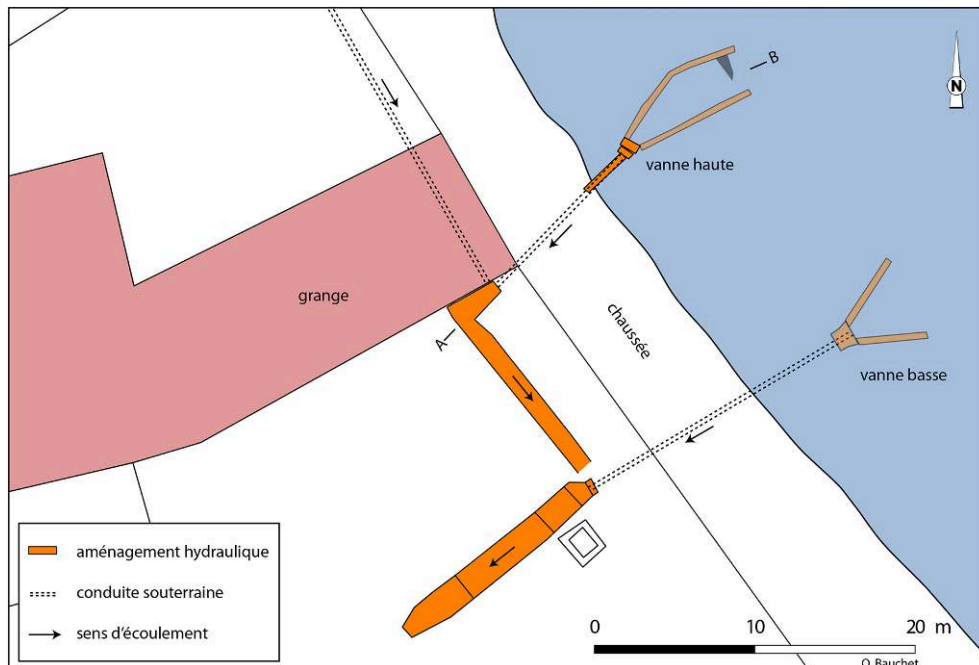 B
N
vanne haute
grange
chaussée
A
vanne basse
aménagement hydraulique
conduite souterraine
sens d'écoulement
0 10 20 m
O. Bauchet